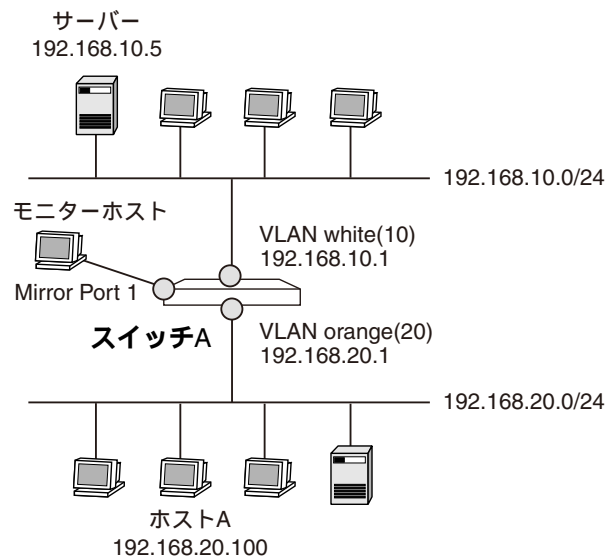 サーバー
192.168.10.5
192.168.10.0/24
モニターホスト
VLAN white(10)
192.168.10.1
Mirror Port 1
スイッチA
VLAN orange(20)
192.168.20.1
192.168.20.0/24
ホストA
192.168.20.100